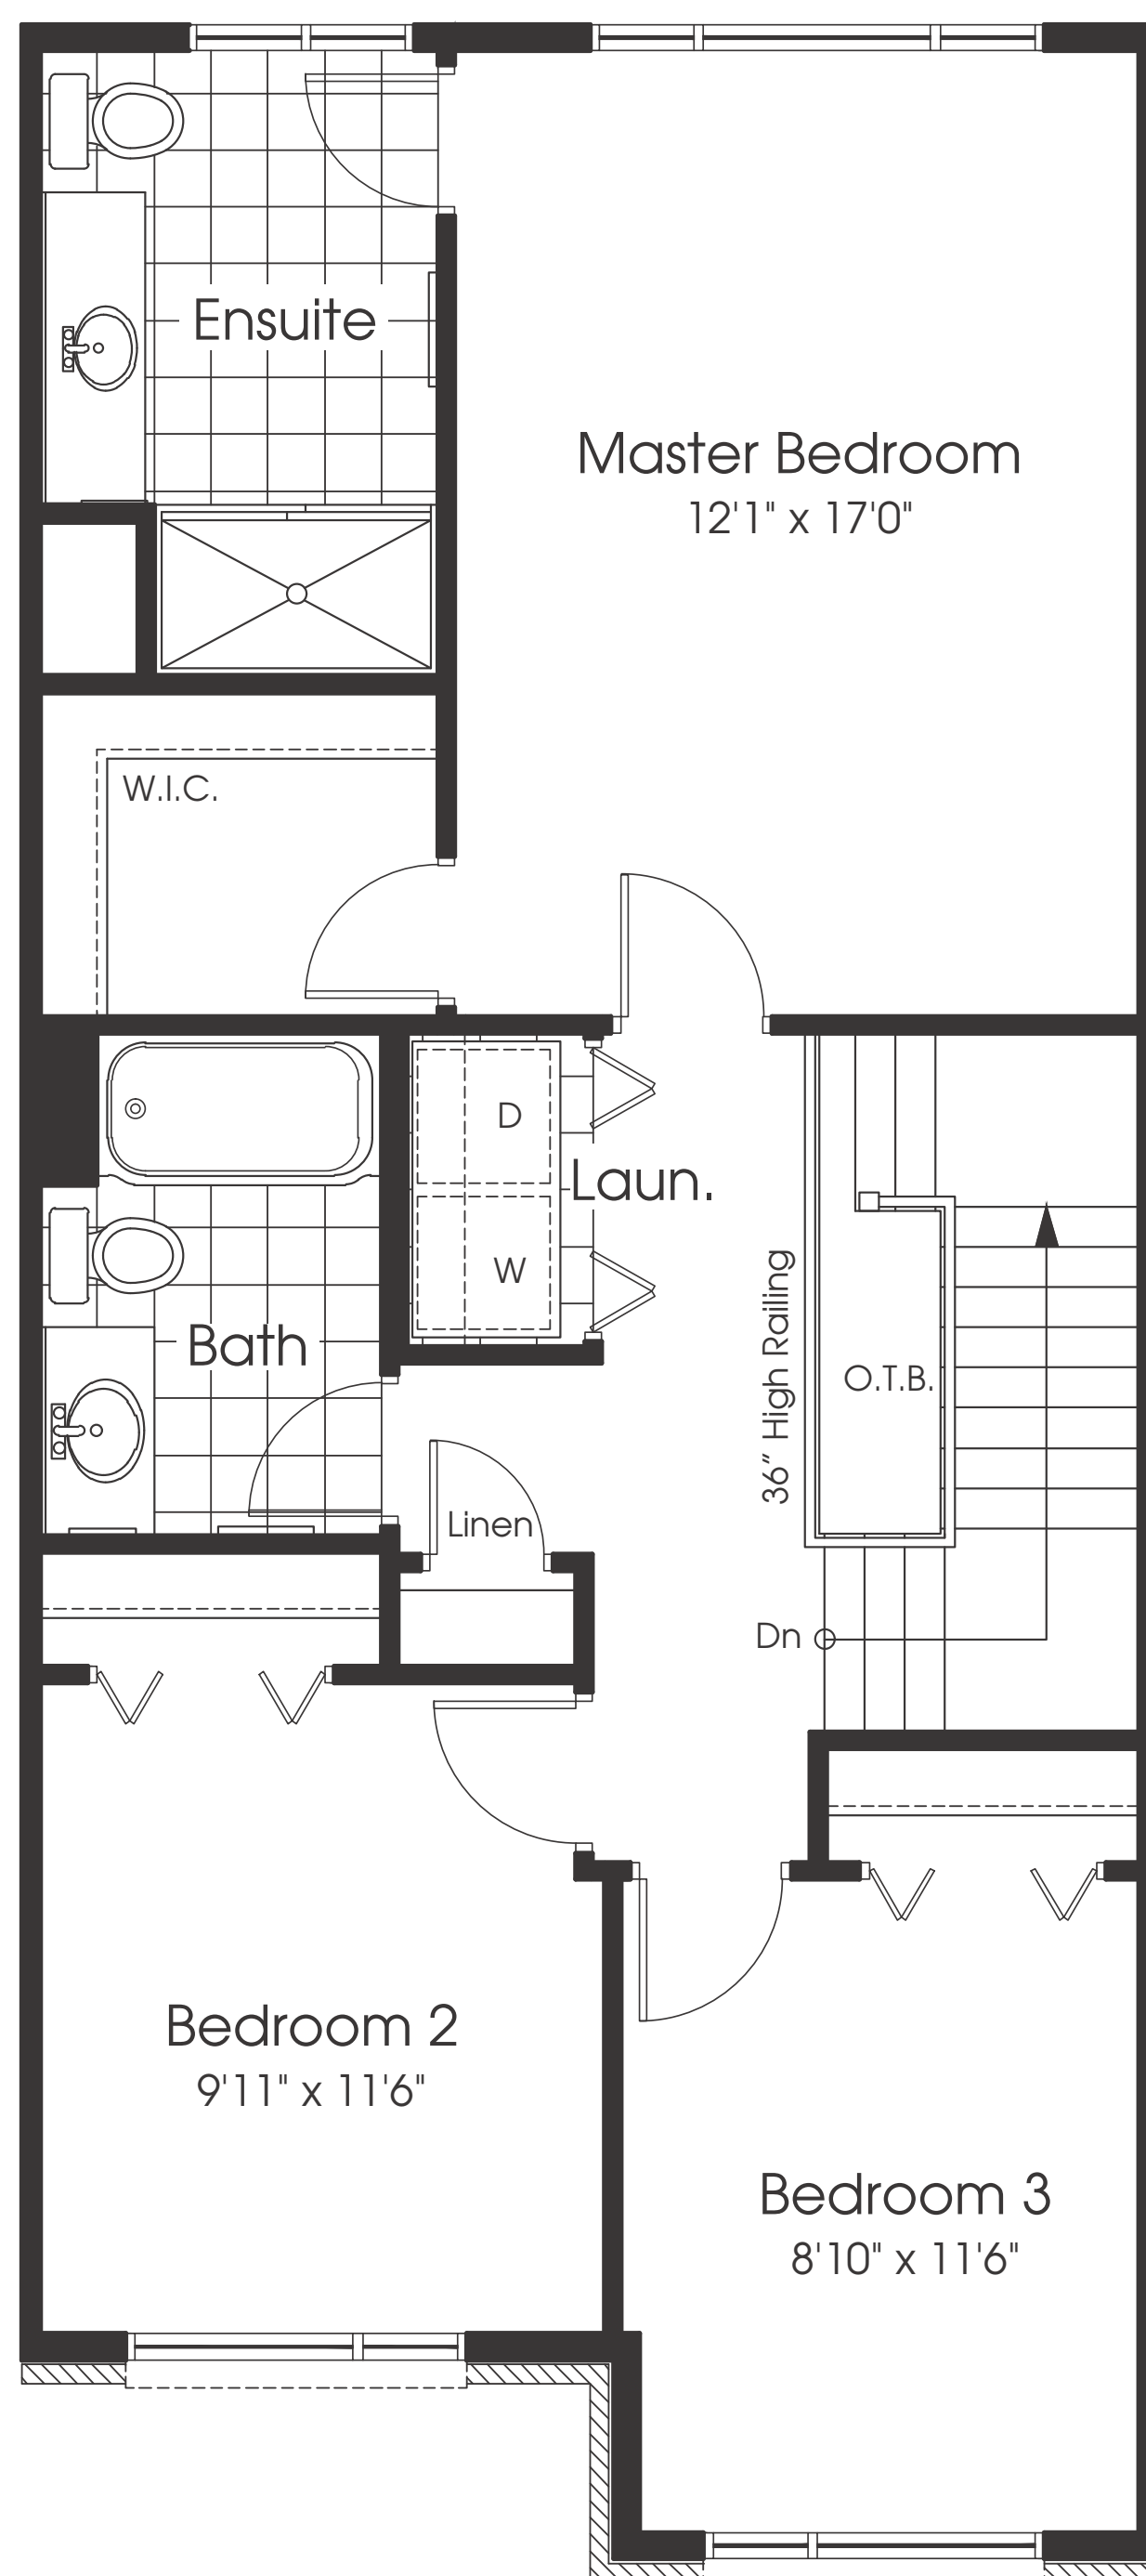 Ensuite
Master Bedroom
12'1" x 17'0"
W.I.C.
D
Laun.
W
36" High Railing
Bath
O.T.B.
Linen
Dn
Bedroom 2
9'11" x 11'6"
Bedroom 3
8'10" x 11'6"